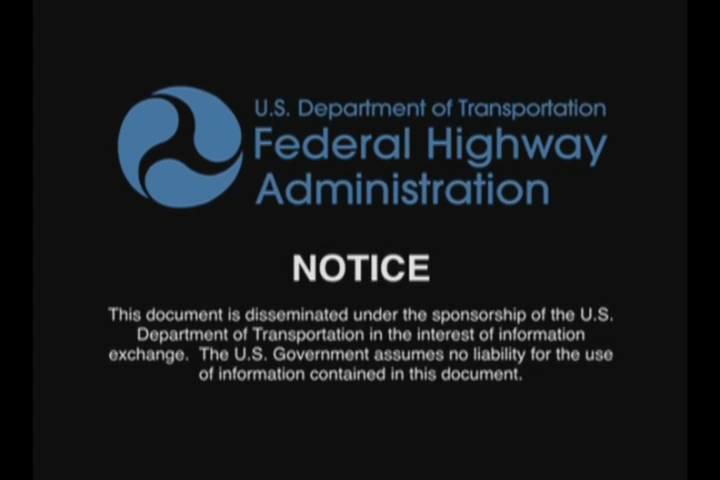 U.S. Department of Transportation
Federal Highway
Administration
NOTICE
This document is disseminated under the sponsorship of the U.S.
Department of Transportation in the interest of information
exchange. The U.S. Government assumes no liability for the use
of information contained in this document.